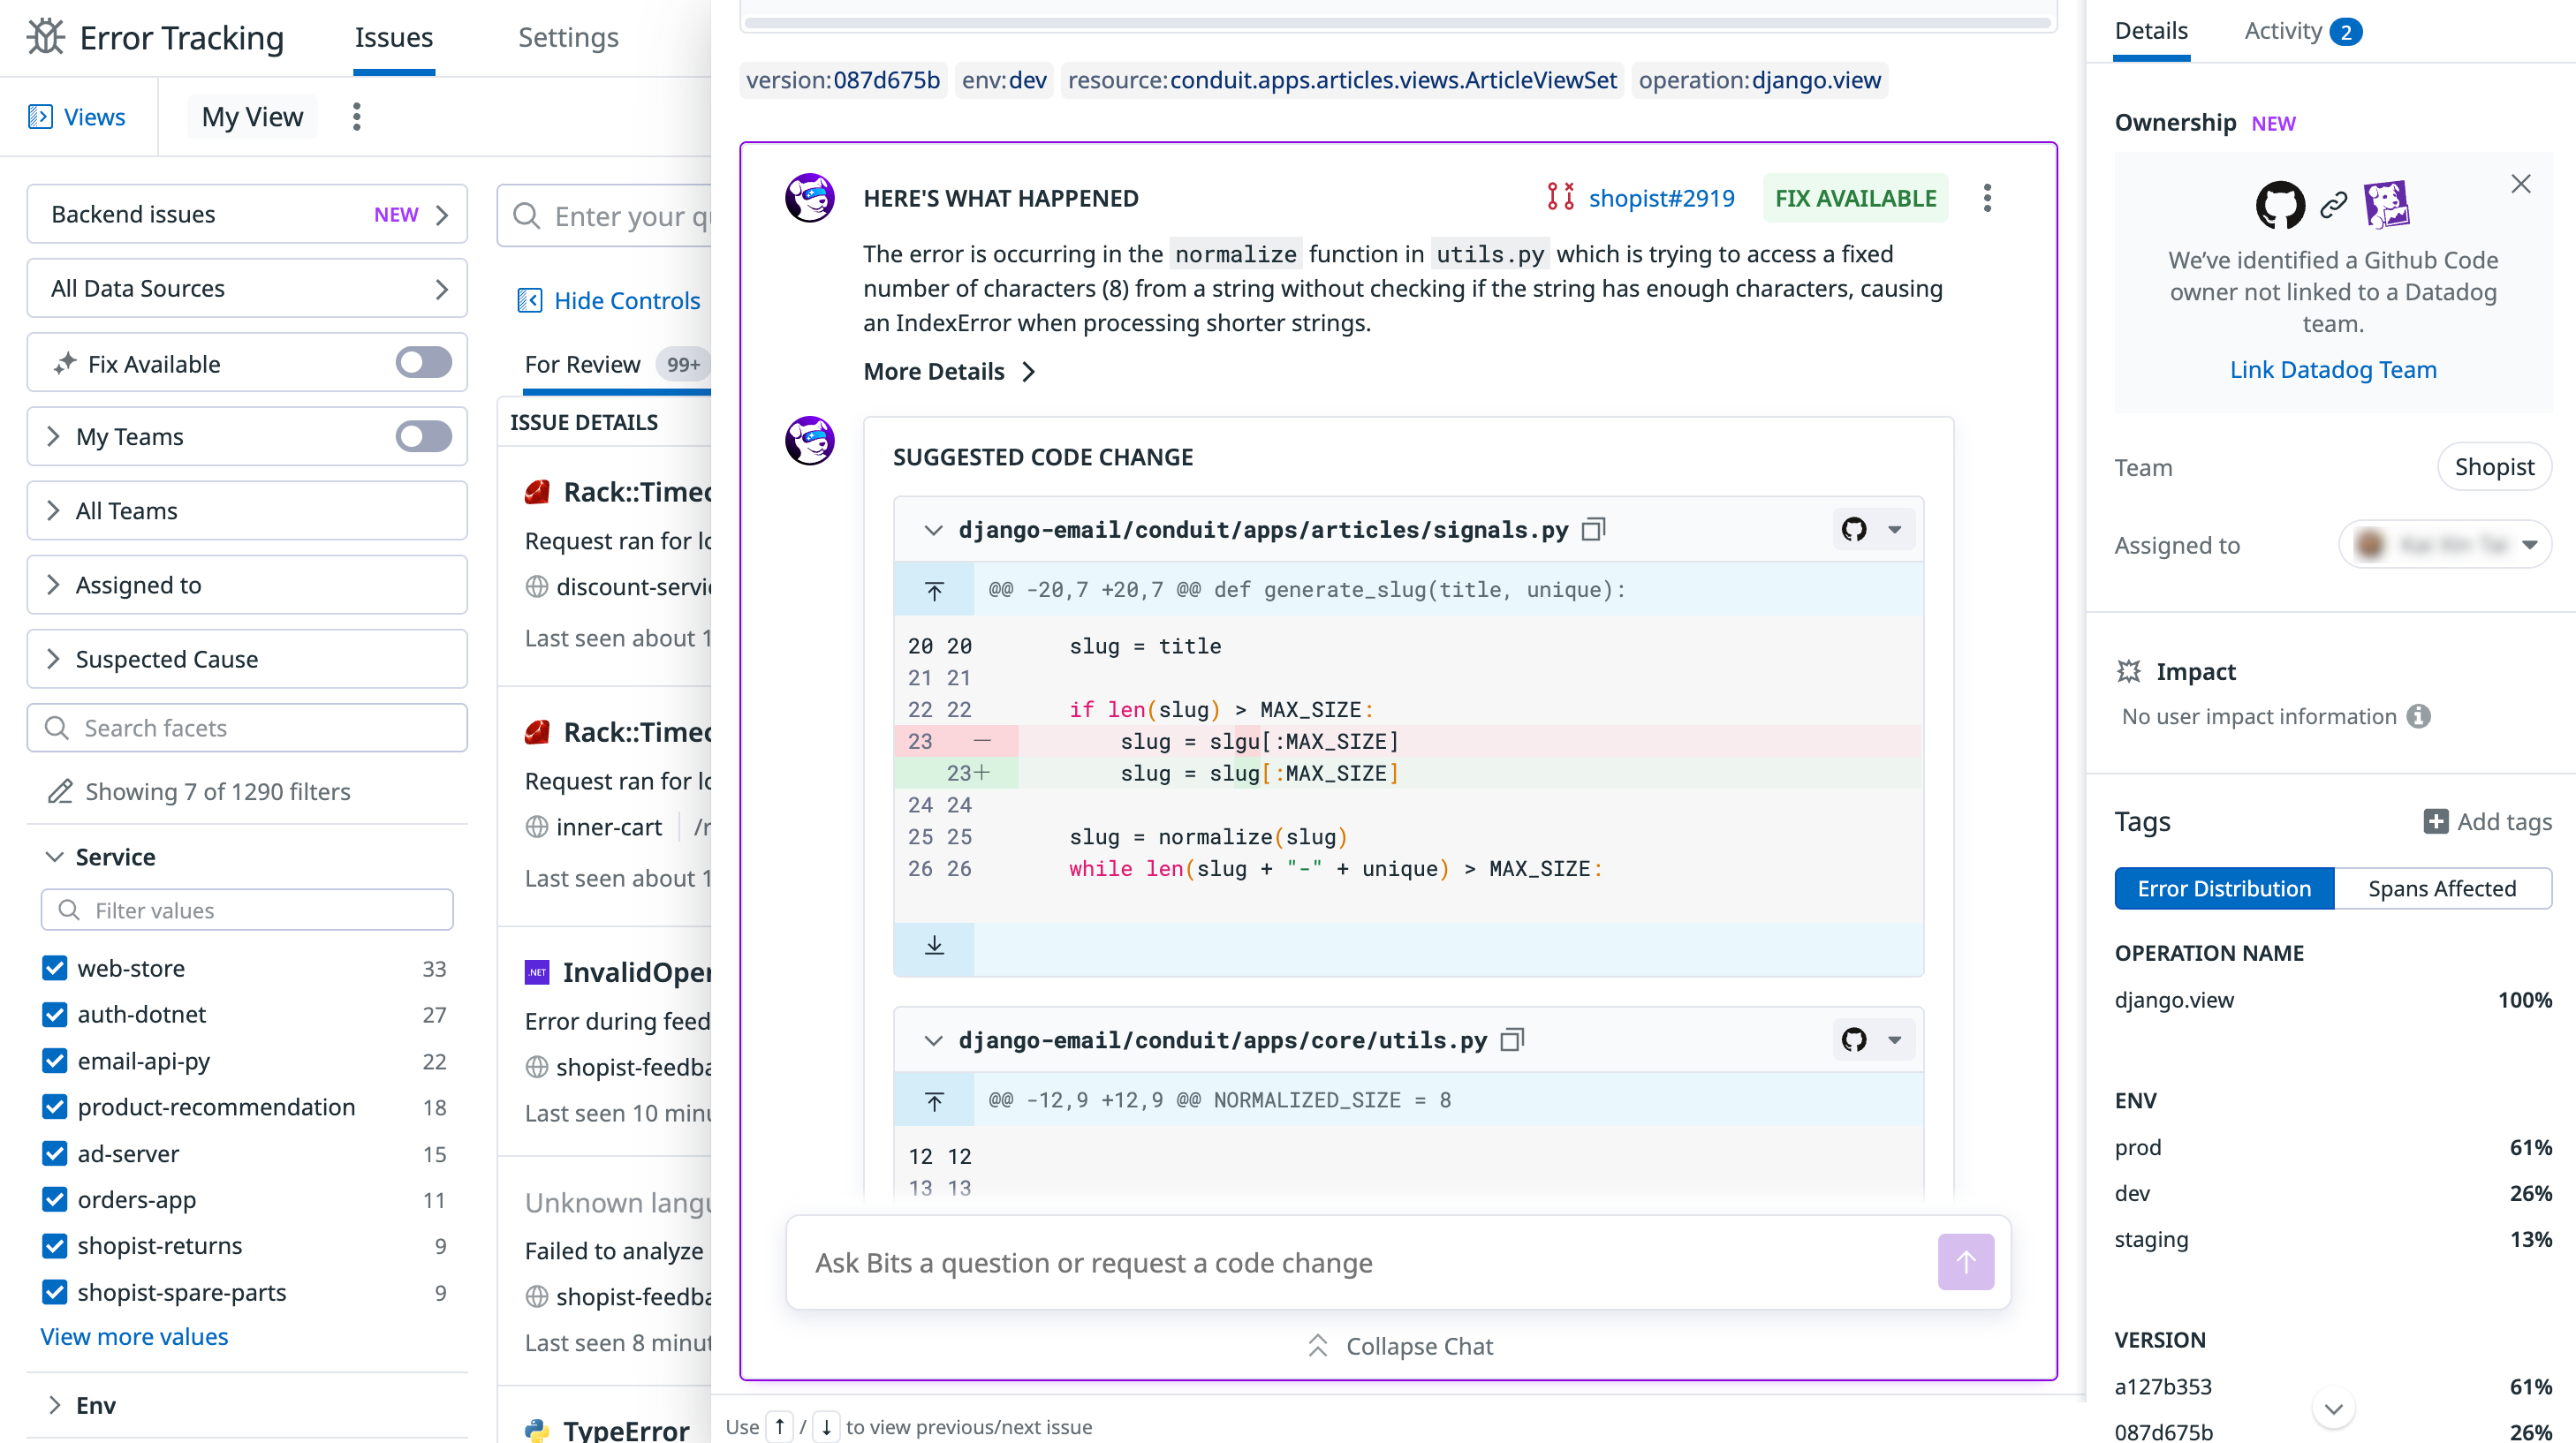 Error Tracking
Issues
Settings
Views
My View
Backend issues NEW
All Data Sources
Fix Available
My Teams
All Teams
Assigned to
Suspected Cause
Search facets
Showing 7 of 1290 filters
Service
Filter values
web-store 33
auth-dotnet 27
email-api-py 22
product-recommendation 18
ad-server 15
orders-app 11
shopist-returns 9
shopist-spare-parts 9
View more values
Env
Enter your qu
Hide Controls
For Review 99+
ISSUE DETAILS
Rack::Timeo
Request ran for lo
discount-servi
Last seen about 1
Rack::Timeo
Request ran for lo
inner-cart /r
Last seen about 1
.NET InvalidOper
Error during feed
shopist-feedba
Last seen 10 minu
Unknown langu
Failed to analyze
shopist-feedba
Last seen 8 minut
TypeError
version:087d675b env:dev resource:conduit.apps.articles.views.ArticleViewSet operation:django.view
HERE'S WHAT HAPPENED
shopist#2919
FIX AVAILABLE
The error is occurring in the normalize function in utils.py which is trying to access a fixed
number of characters (8) from a string without checking if the string has enough characters, causing
an IndexError when processing shorter strings.
More Details
SUGGESTED CODE CHANGE
django-email/conduit/apps/articles/signals.py
@@ -20,7 +20,7 @@ def generate_slug(title, unique):
20 20 slug = title
21 21
22 22 if len(slug) > MAX_SIZE:
23 — slug = slgu[:MAX_SIZE]
23+ slug = slug[:MAX_SIZE]
24 24
25 25 slug = normalize(slug)
26 26 while len(slug + "-" + unique) > MAX_SIZE:
django-email/conduit/apps/core/utils.py
@@ -12,9 +12,9 @@ NORMALIZED_SIZE = 8
12 12
13 13
Ask Bits a question or request a code change
Collapse Chat
Use ↑ / ↓ to view previous/next issue
Details
Activity 2
Ownership NEW
We’ve identified a Github Code
owner not linked to a Datadog
team.
Link Datadog Team
Team Shopist
Assigned to
Impact
No user impact information
Tags
Add tags
Error Distribution
Spans Affected
OPERATION NAME
django.view 100%
ENV
prod 61%
dev 26%
staging 13%
VERSION
a127b353 61%
087d675b 26%